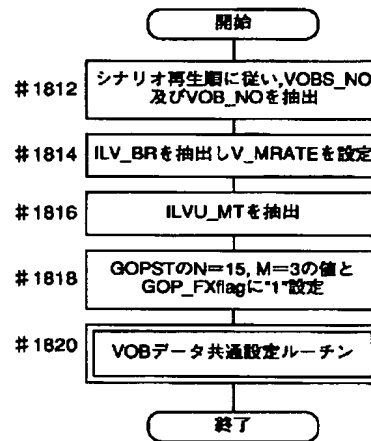 開始
#1812
シナリオ再生順に従い,VOBS_NO
及びVOB_NOを抽出
#1814
ILV_BRを抽出しV_MRATEを設定
#1816
ILVU_MTを抽出
#1818
GOPSTのN=15, M=3の値と
GOP_FXflagに"1"設定
#1820
VOBデータ共通設定ルーチン
終了